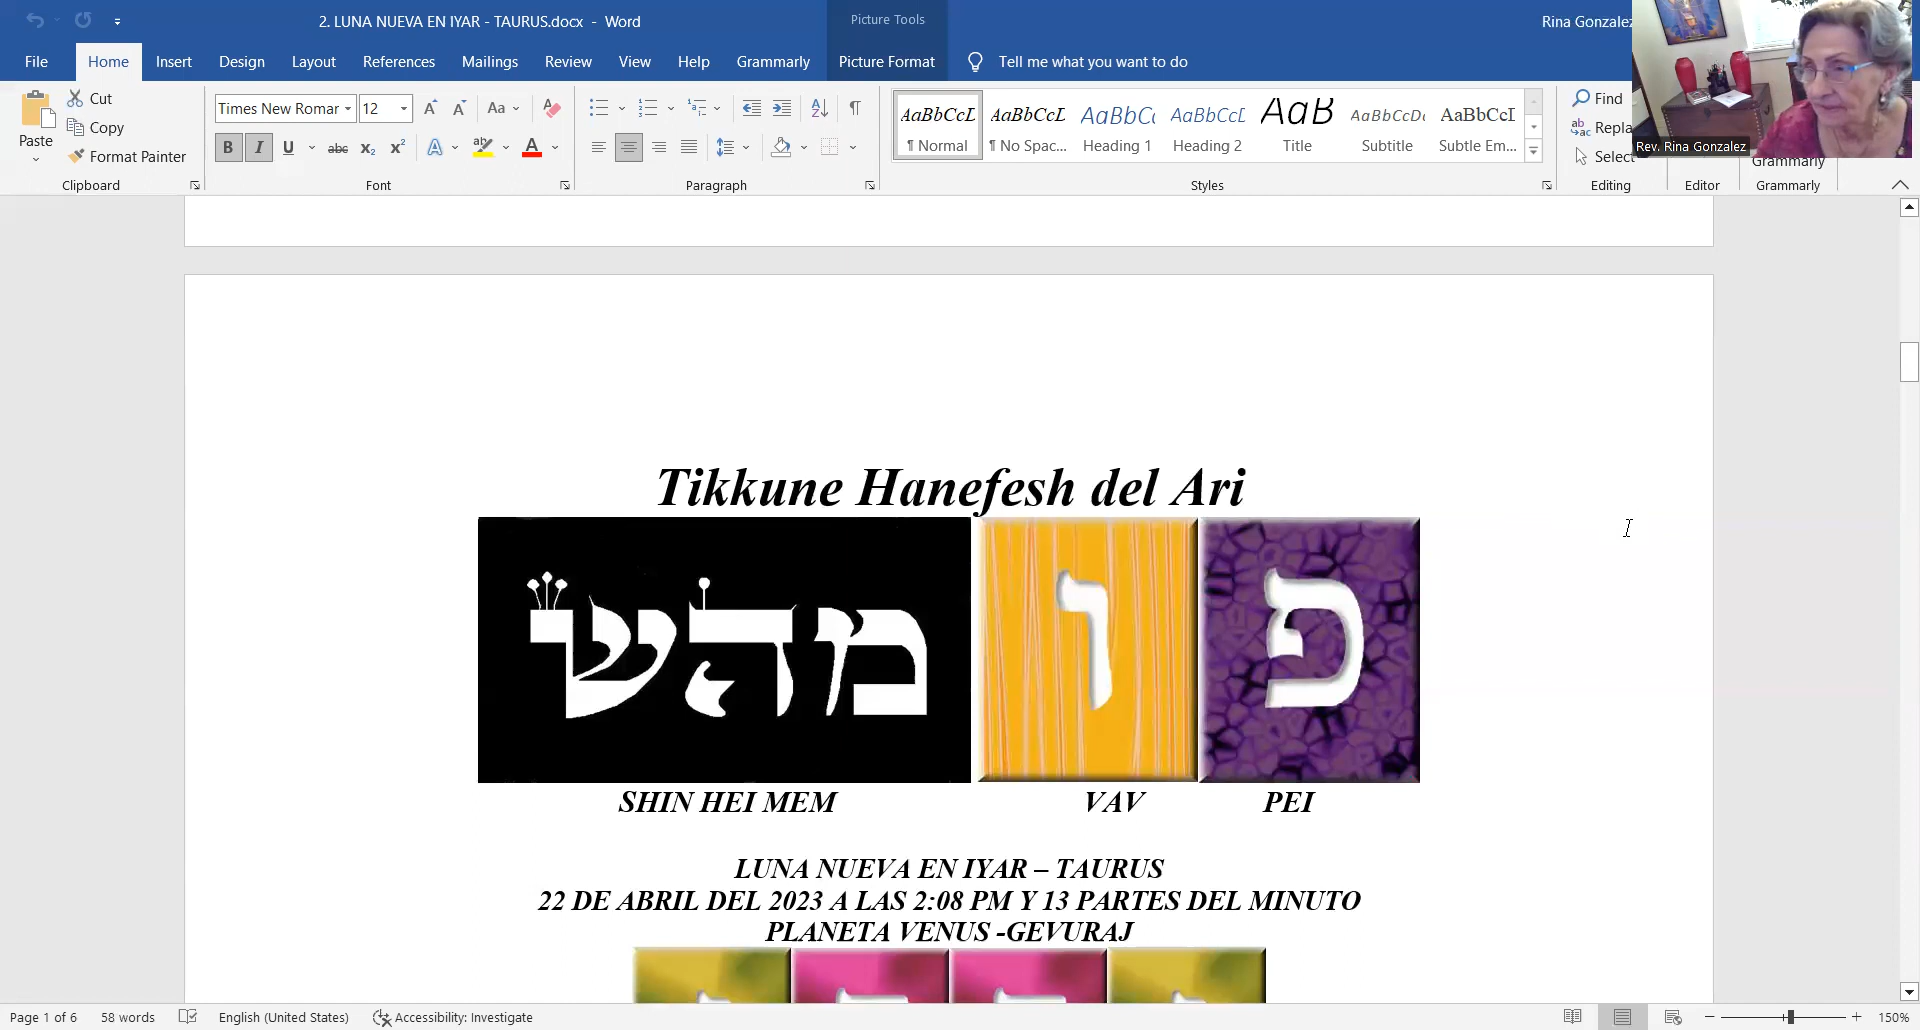 2. LUNA NUEVA EN IYAR - TAURUS.docx - Word
Picture Tools
Rina Gonzalez
File Home Insert Design Layout References Mailings Review View Help Grammarly Picture Format Tell me what you want to do
Paste
Cut
Copy
Format Painter
Clipboard
Times New Romar 12
Aa
B I U abc x₂ x² A A
Font
Paragraph
AaBbCcL AaBbCcL AaBbCc AaBbCcL AaB AaBbCcDc AaBbCcI
¶ Normal ¶ No Spac... Heading 1 Heading 2 Title Subtitle Subtle Em...
Styles
Find
Repla
Select
Editing
Editor
Grammarly
Grammarly
Rev. Rina Gonzalez
Tikkune Hanefesh del Ari
מהש ו פ
SHIN HEI MEM VAV PEI
LUNA NUEVA EN IYAR – TAURUS
22 DE ABRIL DEL 2023 A LAS 2:08 PM Y 13 PARTES DEL MINUTO
PLANETA VENUS -GEVURAJ
Page 1 of 6 58 words English (United States) Accessibility: Investigate 150%